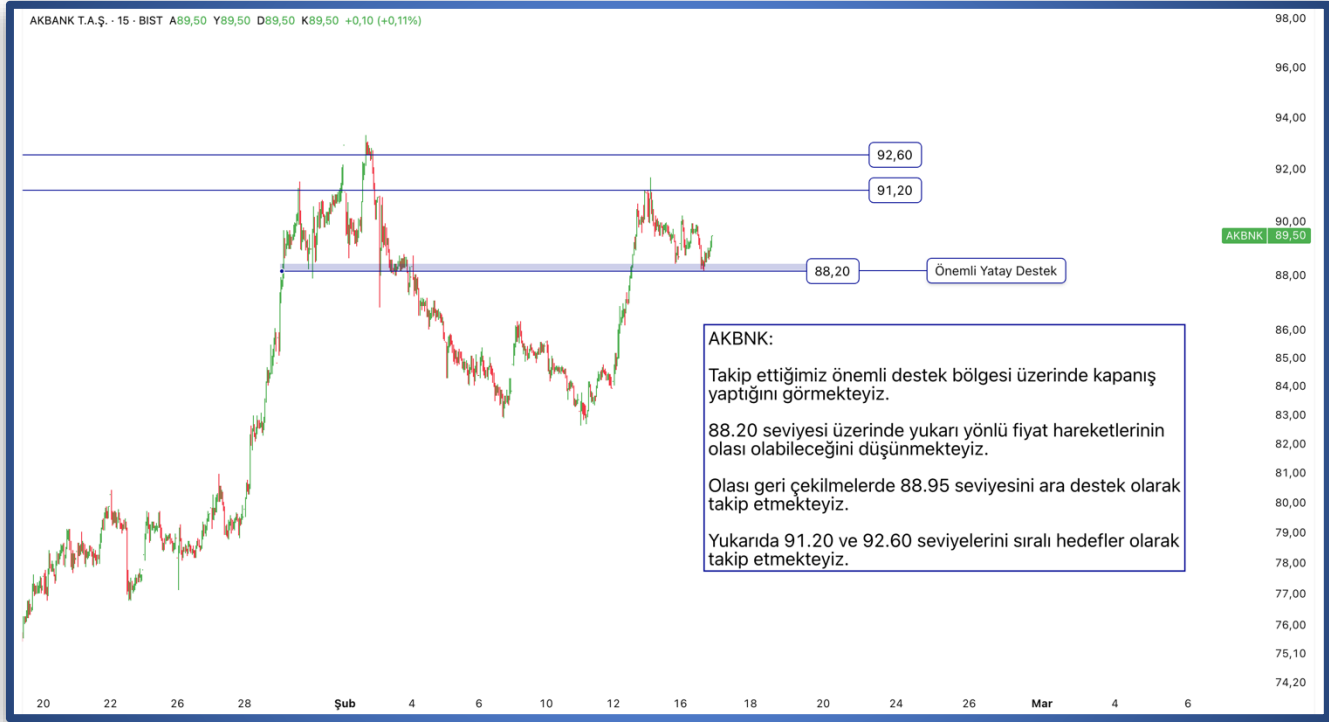 AKBANK T.A.Ş. · 15 · BIST A89,50 Y89,50 D89,50 K89,50 +0,10 (+0,11%)
98,00
96,00
94,00
92,60
92,00
91,20
90,00
AKBNK 89,50
88,20
Önemli Yatay Destek
88,00
86,00
85,00
84,00
83,00
82,00
81,00
80,00
79,00
78,00
77,00
76,00
75,10
74,20
AKBNK:
Takip ettiğimiz önemli destek bölgesi üzerinde kapanış
yaptığını görmekteyiz.
88.20 seviyesi üzerinde yukarı yönlü fiyat hareketlerinin
olası olabileceğini düşünmekteyiz.
Olası geri çekilmelerde 88.95 seviyesini ara destek olarak
takip etmekteyiz.
Yukarıda 91.20 ve 92.60 seviyelerini sıralı hedefler olarak
takip etmekteyiz.
20 22 26 28 Şub 4 6 10 12 16 18 20 24 26 Mar 4 6